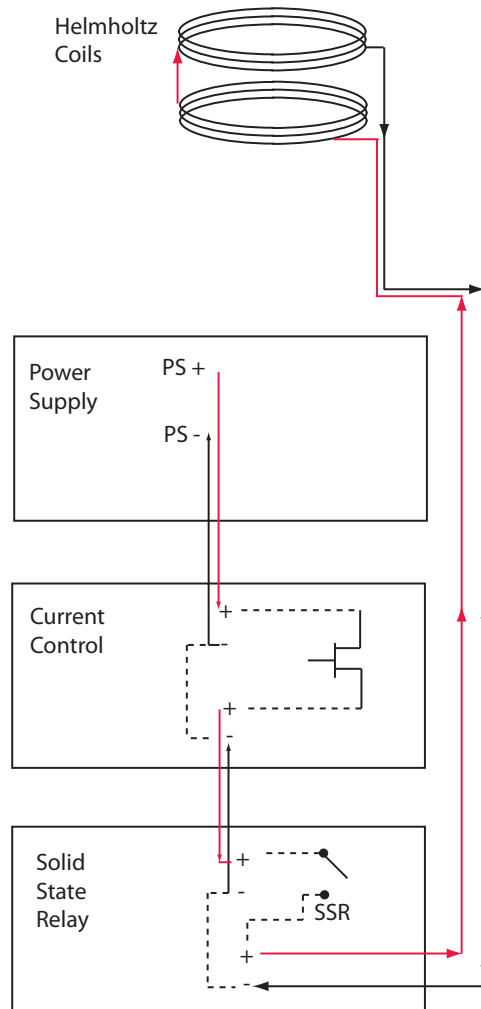 Helmholtz
Coils
Power
Supply
PS +
PS -
Current
Control
+
-
+
-
Solid
State
Relay
+
-
SSR
+
-